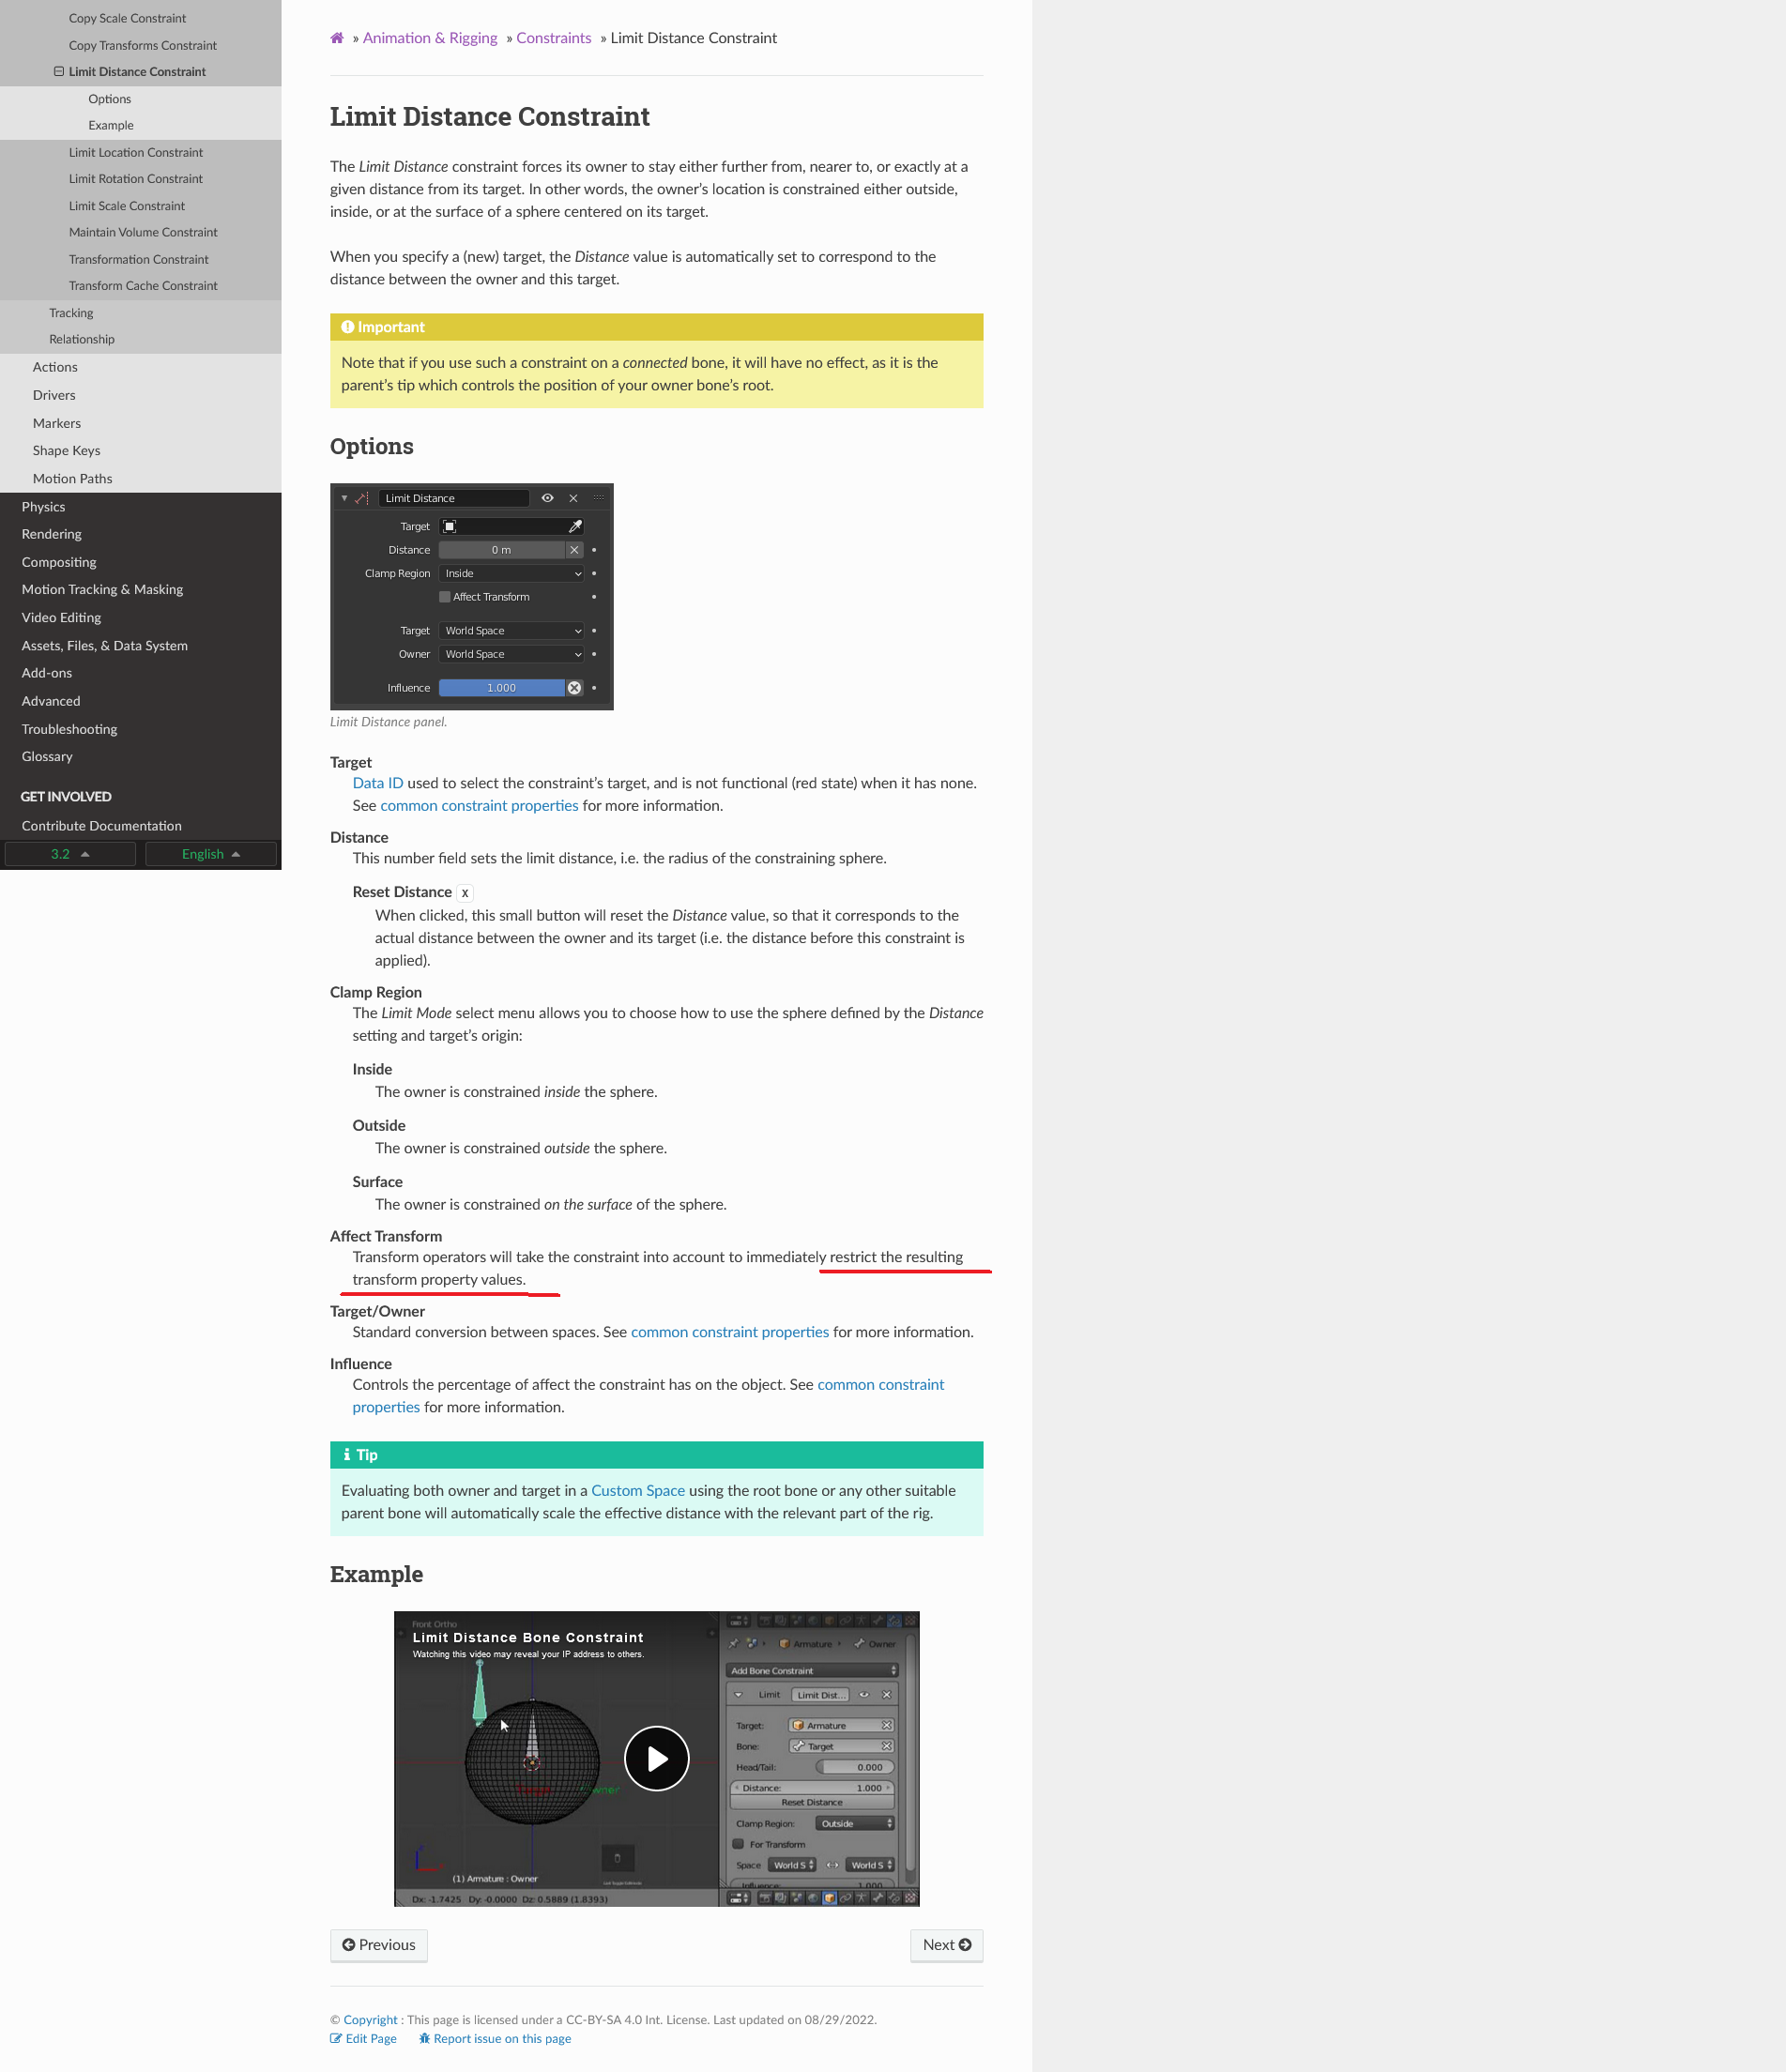 Copy Scale Constraint
Copy Transforms Constraint
Limit Distance Constraint
Options
Example
Limit Location Constraint
Limit Rotation Constraint
Limit Scale Constraint
Maintain Volume Constraint
Transformation Constraint
Transform Cache Constraint
Tracking
Relationship
Actions
Drivers
Markers
Shape Keys
Motion Paths
Physics
Rendering
Compositing
Motion Tracking & Masking
Video Editing
Assets, Files, & Data System
Add-ons
Advanced
Troubleshooting
Glossary
GET INVOLVED
Contribute Documentation
3.2 English
» Animation & Rigging » Constraints » Limit Distance Constraint
Limit Distance Constraint
The Limit Distance constraint forces its owner to stay either further from, nearer to, or exactly at a
given distance from its target. In other words, the owner’s location is constrained either outside,
inside, or at the surface of a sphere centered on its target.
When you specify a (new) target, the Distance value is automatically set to correspond to the
distance between the owner and this target.
Important
Note that if you use such a constraint on a connected bone, it will have no effect, as it is the
parent’s tip which controls the position of your owner bone’s root.
Options
Limit Distance
Target
Distance 0 m
Clamp Region Inside
Affect Transform
Target World Space
Owner World Space
Influence 1.000
Limit Distance panel.
Target
Data ID used to select the constraint’s target, and is not functional (red state) when it has none.
See common constraint properties for more information.
Distance
This number field sets the limit distance, i.e. the radius of the constraining sphere.
Reset Distance X
When clicked, this small button will reset the Distance value, so that it corresponds to the
actual distance between the owner and its target (i.e. the distance before this constraint is
applied).
Clamp Region
The Limit Mode select menu allows you to choose how to use the sphere defined by the Distance
setting and target’s origin:
Inside
The owner is constrained inside the sphere.
Outside
The owner is constrained outside the sphere.
Surface
The owner is constrained on the surface of the sphere.
Affect Transform
Transform operators will take the constraint into account to immediately restrict the resulting
transform property values.
Target/Owner
Standard conversion between spaces. See common constraint properties for more information.
Influence
Controls the percentage of affect the constraint has on the object. See common constraint
properties for more information.
Tip
Evaluating both owner and target in a Custom Space using the root bone or any other suitable
parent bone will automatically scale the effective distance with the relevant part of the rig.
Example
Front Ortho
Limit Distance Bone Constraint
Watching this video may reveal your IP address to others.
(1) Armature : Owner
Dx: -1.7425 Dy: -0.0000 Dz: 0.5889 (1.8393)
Armature Owner
Add Bone Constraint
Limit Limit Dist...
Target: Armature
Bone: Target
Head/Tail: 0.000
Distance: 1.000
Reset Distance
Clamp Region: Outside
For Transform
Space World S World S
Influence: 1.000
Previous Next
© Copyright : This page is licensed under a CC-BY-SA 4.0 Int. License. Last updated on 08/29/2022.
Edit Page Report issue on this page